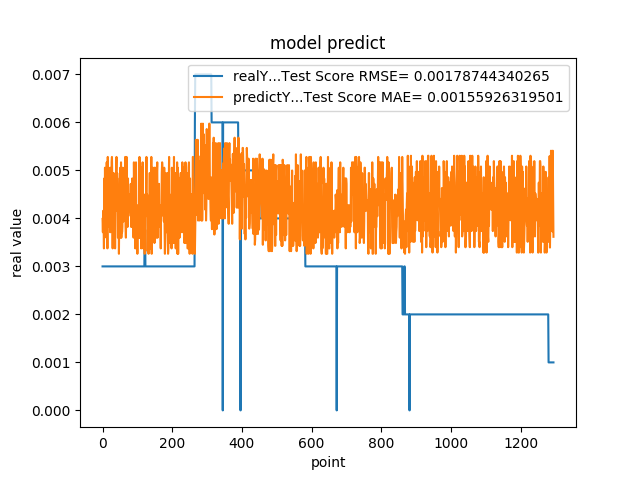 model predict
realY...Test Score RMSE= 0.00178744340265
predictY...Test Score MAE= 0.00155926319501
0.007
0.006
0.005
0.004
0.003
0.002
0.001
0.000
real value
0 200 400 600 800 1000 1200
point